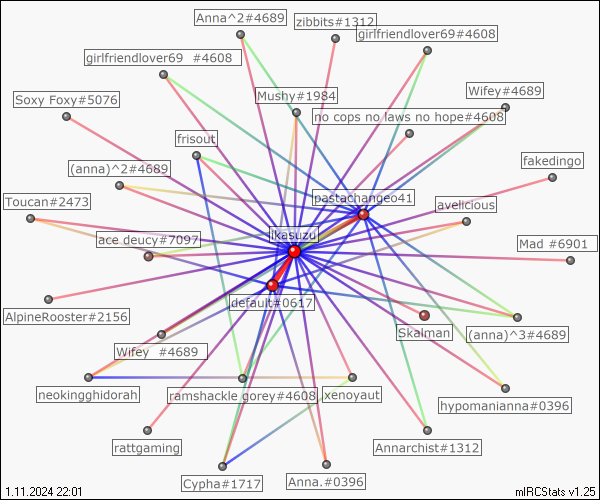 Anna^2#4689
zibbits#1312
girlfriendlover69#4608
girlfriendlover69  #4608
Wifey#4689
Mushy#1984
Soxy Foxy#5076
no cops no laws no hope#4608
frisout
fakedingo
(anna)^2#4689
pastachangeo41
Toucan#2473
avelicious
ikasuzu
ace deucy#7097
Mad #6901
default#0617
AlpineRooster#2156
Skalman
(anna)^3#4689
Wifey  #4689
neokingghidorah
ramshackle gorey#4608
xenoyaut
hypomanianna#0396
rattgaming
Annarchist#1312
Cypha#1717
Anna.#0396
1.11.2024 22:01
mIRCStats v1.25